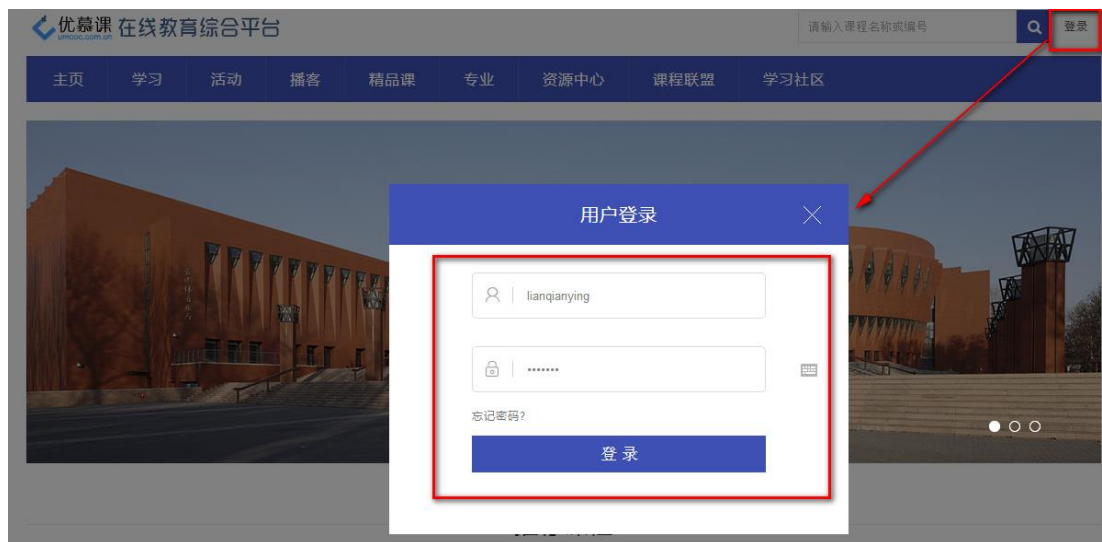 优慕课 在线教育综合平台
umooc.com.cn
请输入课程名称或编号
登录
主页 学习 活动 播客 精品课 专业 资源中心 课程联盟 学习社区
用户登录
lianqianying
•••••••
忘记密码?
登 录